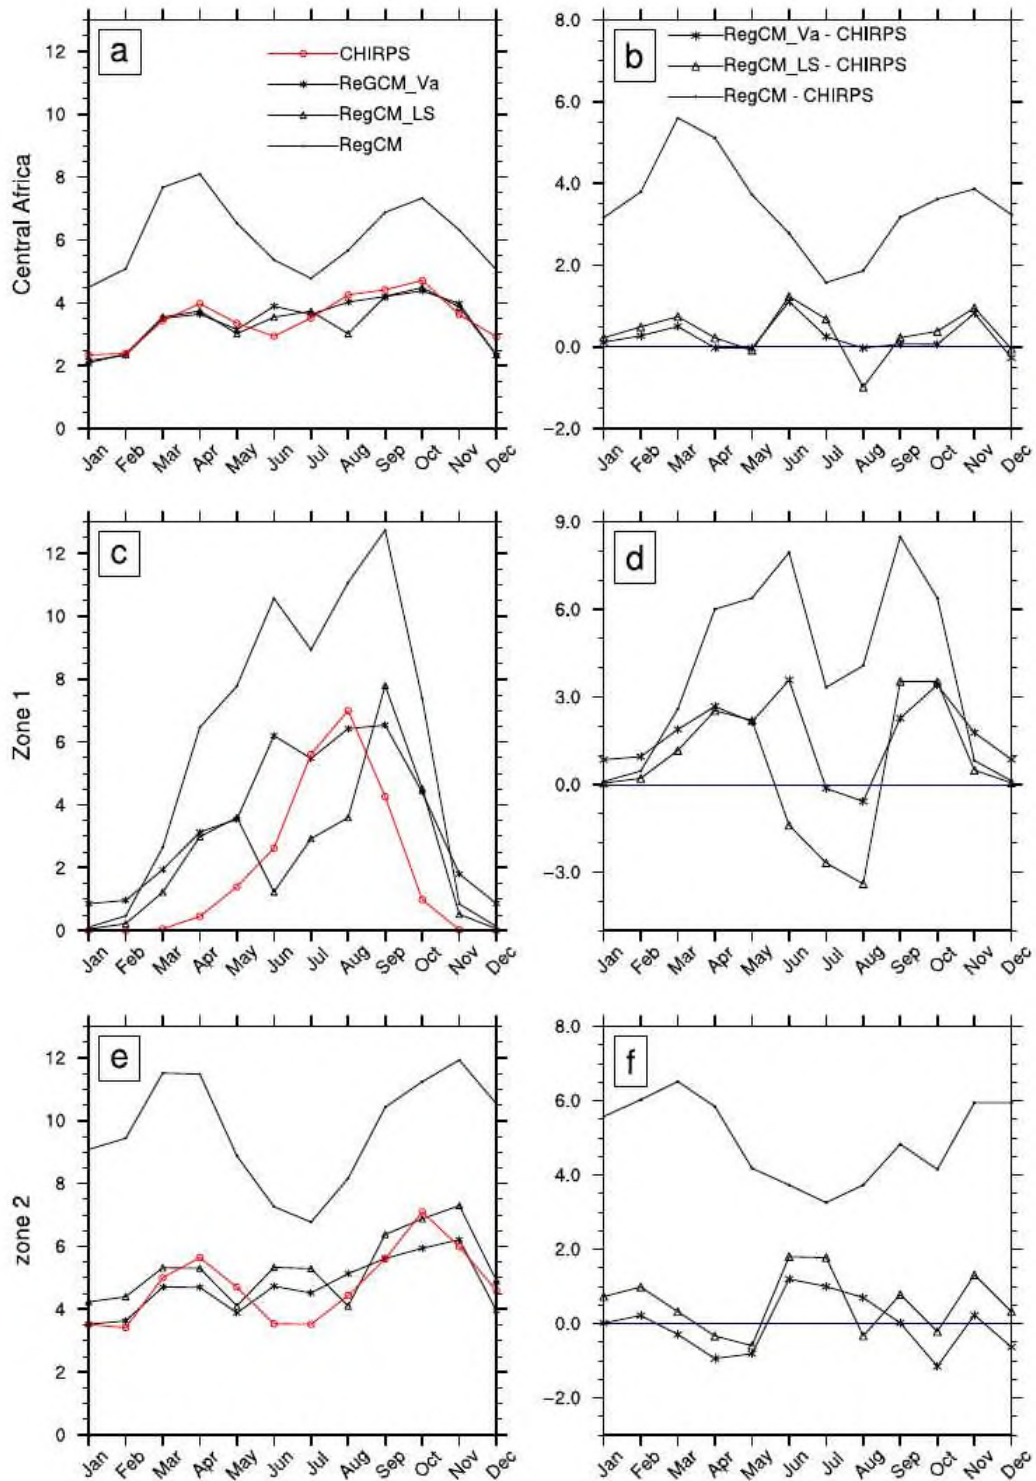 Central Africa
a
12
10
8
6
4
2
0
CHIRPS
ReGCM_Va
RegCM_LS
RegCM
Jan Feb Mar Apr May Jun Jul Aug Sep Oct Nov Dec
b
8.0
6.0
4.0
2.0
0.0
-2.0
RegCM_Va - CHIRPS
RegCM_LS - CHIRPS
RegCM - CHIRPS
Jan Feb Mar Apr May Jun Jul Aug Sep Oct Nov Dec
Zone 1
c
12
10
8
6
4
2
0
Jan Feb Mar Apr May Jun Jul Aug Sep Oct Nov Dec
d
9.0
6.0
3.0
0.0
-3.0
Jan Feb Mar Apr May Jun Jul Aug Sep Oct Nov Dec
zone 2
e
12
10
8
6
4
2
0
Jan Feb Mar Apr May Jun Jul Aug Sep Oct Nov Dec
f
8.0
6.0
4.0
2.0
0.0
-2.0
Jan Feb Mar Apr May Jun Jul Aug Sep Oct Nov Dec